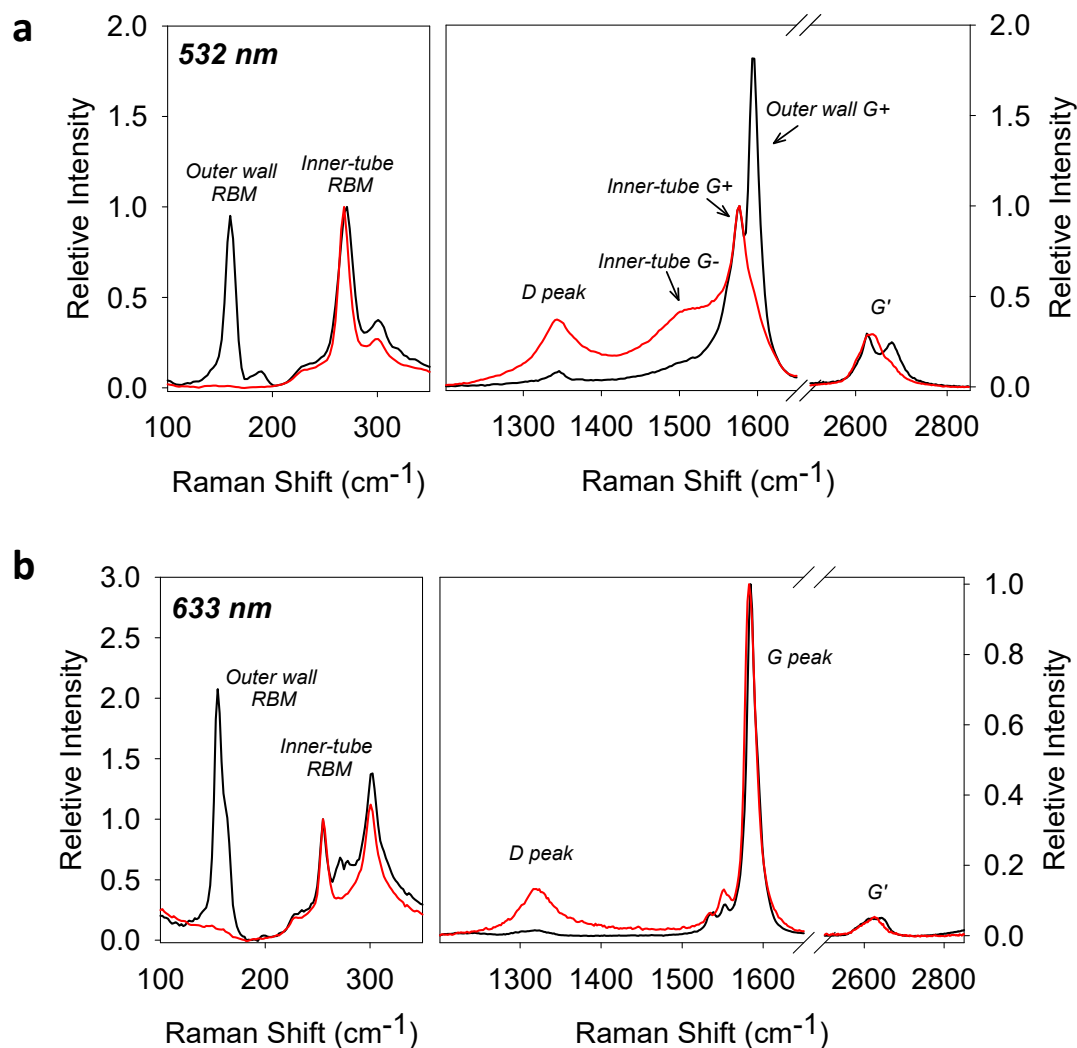 a
532 nm
Outer wall
RBM
Inner-tube
RBM
D peak
Inner-tube G-
Inner-tube G+
Outer wall G+
G'
Reletive Intensity
2.0
1.5
1.0
0.5
0.0
100 200 300
Raman Shift (cm-1)
1300 1400 1500 1600 2600 2800
Raman Shift (cm-1)
2.0
1.5
1.0
0.5
0.0
Reletive Intensity
b
633 nm
Outer wall
RBM
Inner-tube
RBM
D peak
G peak
G'
Reletive Intensity
3.0
2.5
2.0
1.5
1.0
0.5
0.0
100 200 300
Raman Shift (cm-1)
1300 1400 1500 1600 2600 2800
Raman Shift (cm-1)
1.0
0.8
0.6
0.4
0.2
0.0
Reletive Intensity